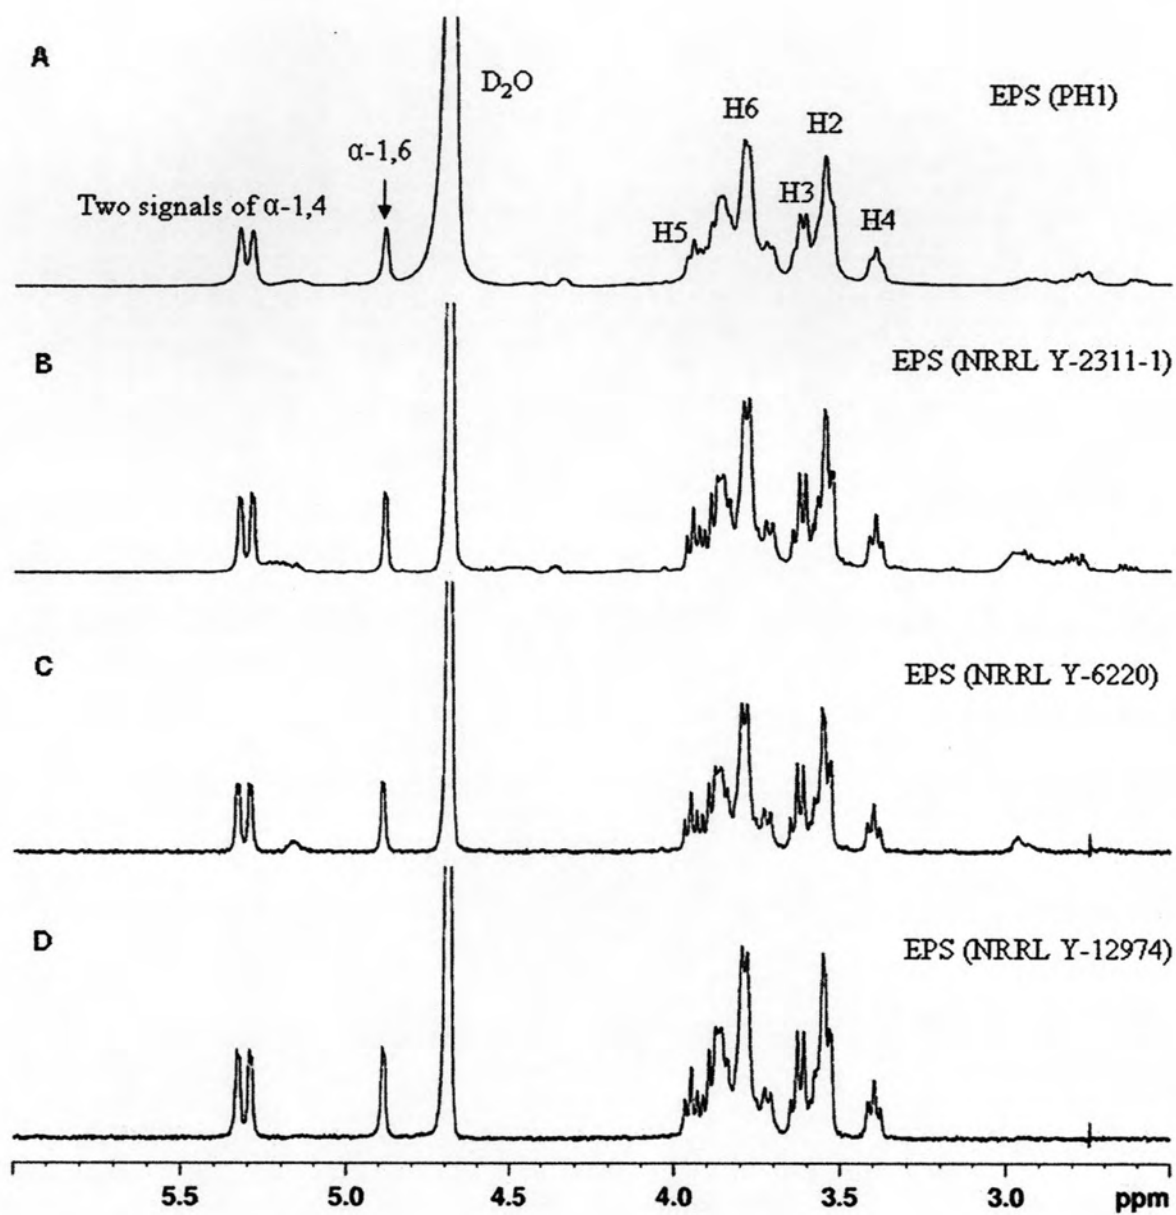 A
D₂O
EPS (PH1)
H6
H2
α-1,6
H3
Two signals of α-1,4
H5
H4
B
EPS (NRRL Y-2311-1)
C
EPS (NRRL Y-6220)
D
EPS (NRRL Y-12974)
5.5 5.0 4.5 4.0 3.5 3.0 ppm